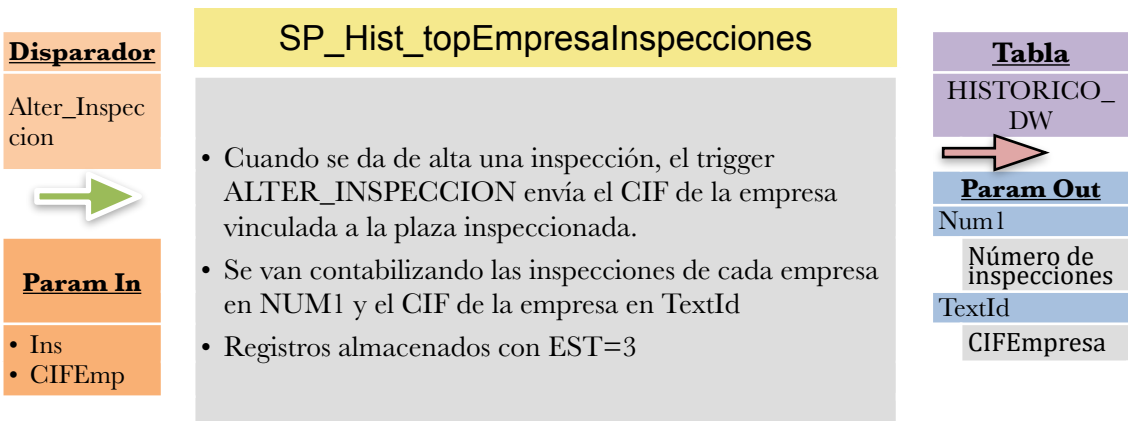 SP_Hist_topEmpresaInspecciones
Disparador
Alter_Inspec
cion
Param In
• Ins
• CIFEmp
• Cuando se da de alta una inspección, el trigger
ALTER_INSPECCION envía el CIF de la empresa
vinculada a la plaza inspeccionada.
• Se van contabilizando las inspecciones de cada empresa
en NUM1 y el CIF de la empresa en TextId
• Registros almacenados con EST=3
Tabla
HISTORICO_
DW
Param Out
Num1
Número de
inspecciones
TextId
CIFEmpresa